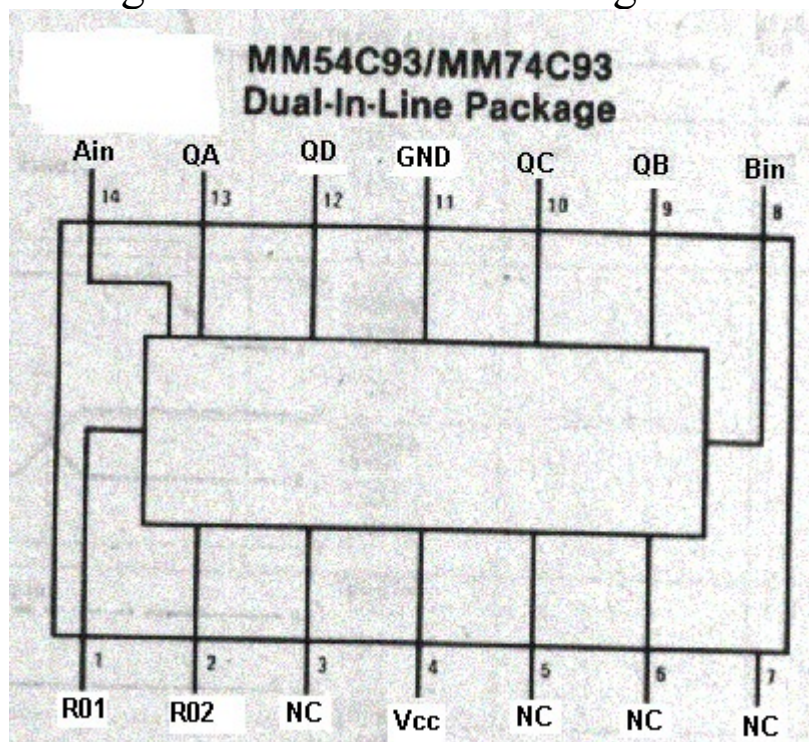 MM54C93/MM74C93
Dual-In-Line Package
Ain QA QD GND QC QB Bin
14 13 12 11 10 9 8
1 2 3 4 5 6 7
R01 R02 NC Vcc NC NC NC